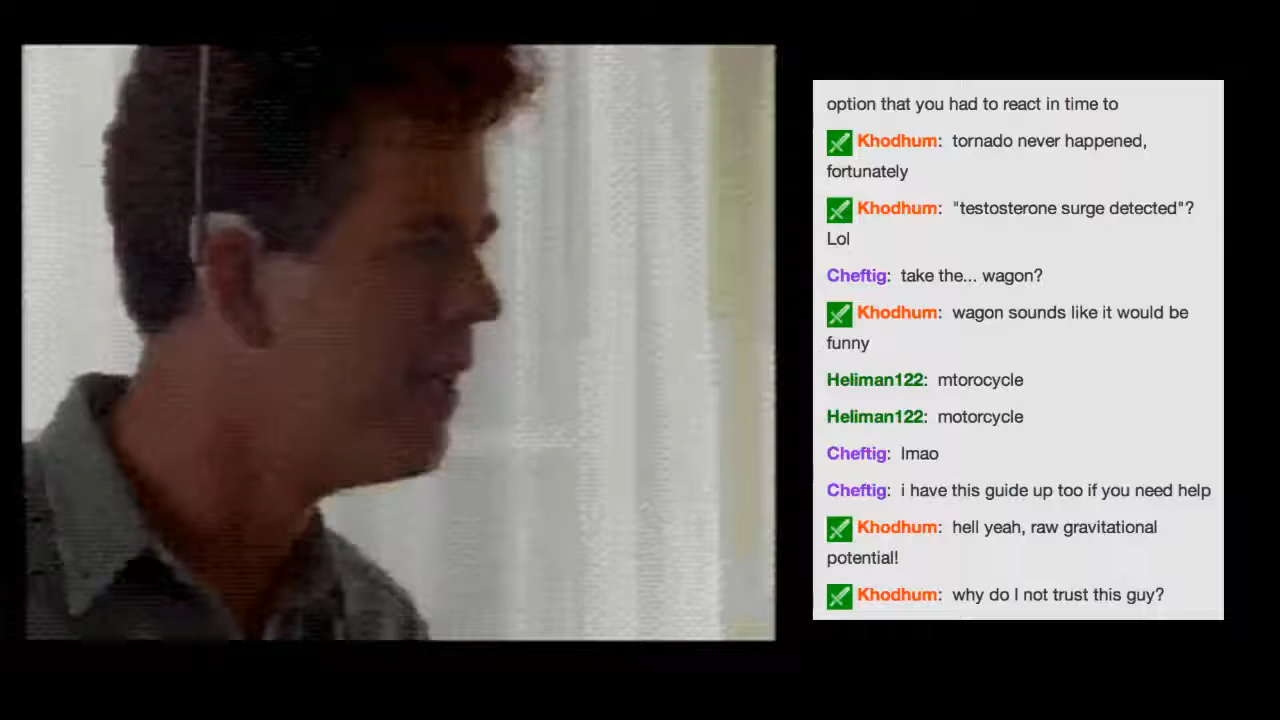 option that you had to react in time to
Khodhum: tornado never happened,
fortunately
Khodhum: "testosterone surge detected"?
Lol
Cheftig: take the... wagon?
Khodhum: wagon sounds like it would be
funny
Heliman122: mtorocycle
Heliman122: motorcycle
Cheftig: lmao
Cheftig: i have this guide up too if you need help
Khodhum: hell yeah, raw gravitational
potential!
Khodhum: why do I not trust this guy?